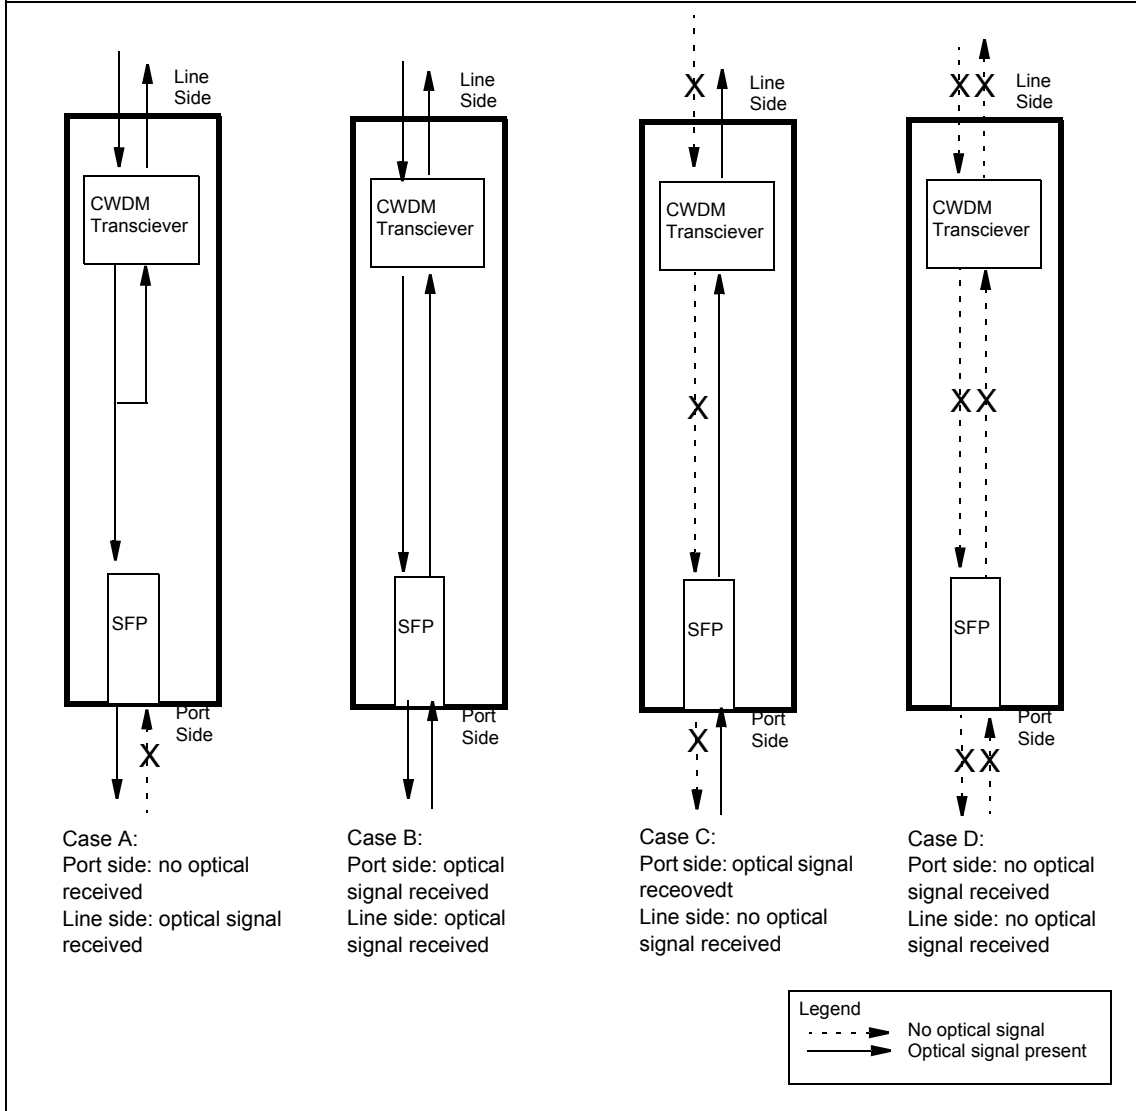 Line
Side
CWDM
Transciever
SFP
Port
Side
X
Case A:
Port side: no optical
received
Line side: optical signal
received
Line
Side
CWDM
Transciever
SFP
Port
Side
Case B:
Port side: optical
signal received
Line side: optical
signal received
X
Line
Side
CWDM
Transciever
X
SFP
X
Port
Side
Case C:
Port side: optical signal
receovedt
Line side: no optical
signal received
X X
Line
Side
CWDM
Transciever
X X
SFP
Port
Side
X X
Case D:
Port side: no optical
signal received
Line side: no optical
signal received
Legend
No optical signal
Optical signal present